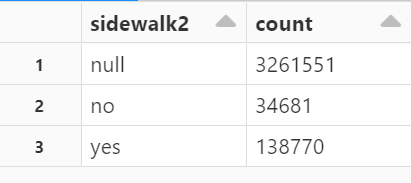 sidewalk2 count
1 null 3261551
2 no 34681
3 yes 138770